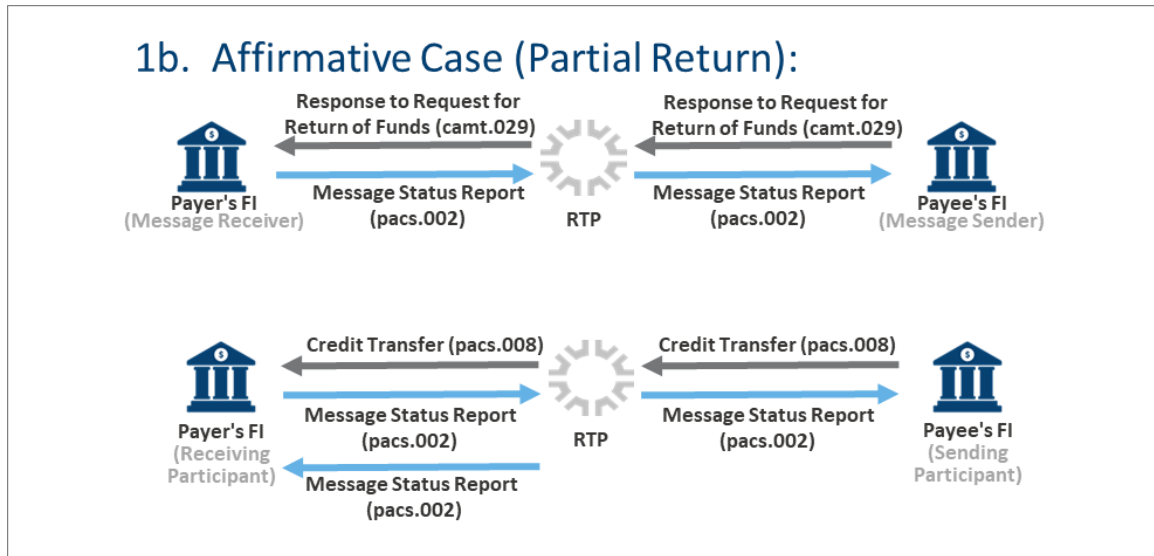 1b. Affirmative Case (Partial Return):
Response to Request for
Return of Funds (camt.029)
Response to Request for
Return of Funds (camt.029)
$
$
Message Status Report
(pacs.002)
Message Status Report
(pacs.002)
Payer's FI
(Message Receiver)
RTP
Payee's FI
(Message Sender)
Credit Transfer (pacs.008)
Credit Transfer (pacs.008)
$
$
Message Status Report
(pacs.002)
Message Status Report
(pacs.002)
Payer's FI
(Receiving
Participant)
RTP
Payee's FI
(Sending
Participant)
Message Status Report
(pacs.002)